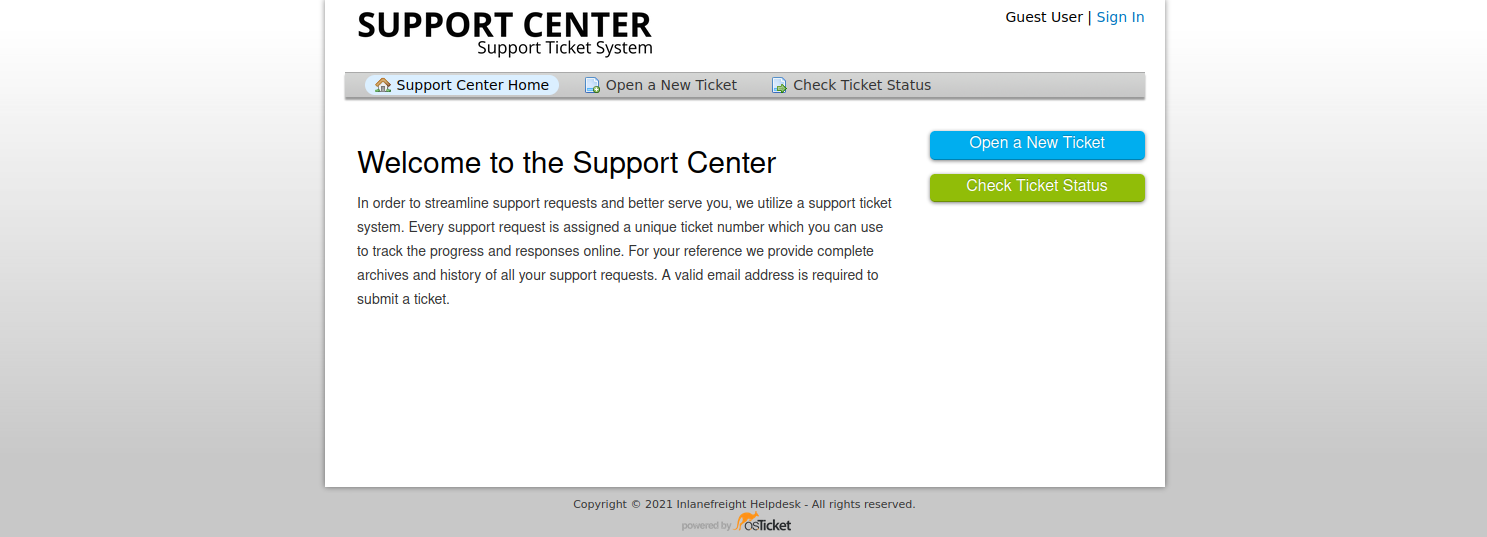 SUPPORT CENTER
Support Ticket System
Guest User | Sign In
Support Center Home
Open a New Ticket
Check Ticket Status
Welcome to the Support Center
In order to streamline support requests and better serve you, we utilize a support ticket
system. Every support request is assigned a unique ticket number which you can use
to track the progress and responses online. For your reference we provide complete
archives and history of all your support requests. A valid email address is required to
submit a ticket.
Open a New Ticket
Check Ticket Status
Copyright © 2021 Inlanefreight Helpdesk - All rights reserved.
powered by osTicket